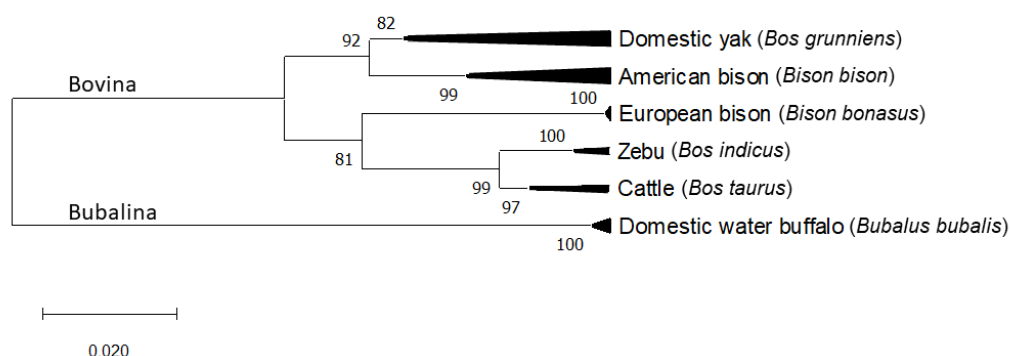 82
92
Domestic yak (Bos grunniens)
Bovina
American bison (Bison bison)
99
100
European bison (Bison bonasus)
100
Zebu (Bos indicus)
81
99
Cattle (Bos taurus)
97
Bubalina
Domestic water buffalo (Bubalus bubalis)
100
0.020